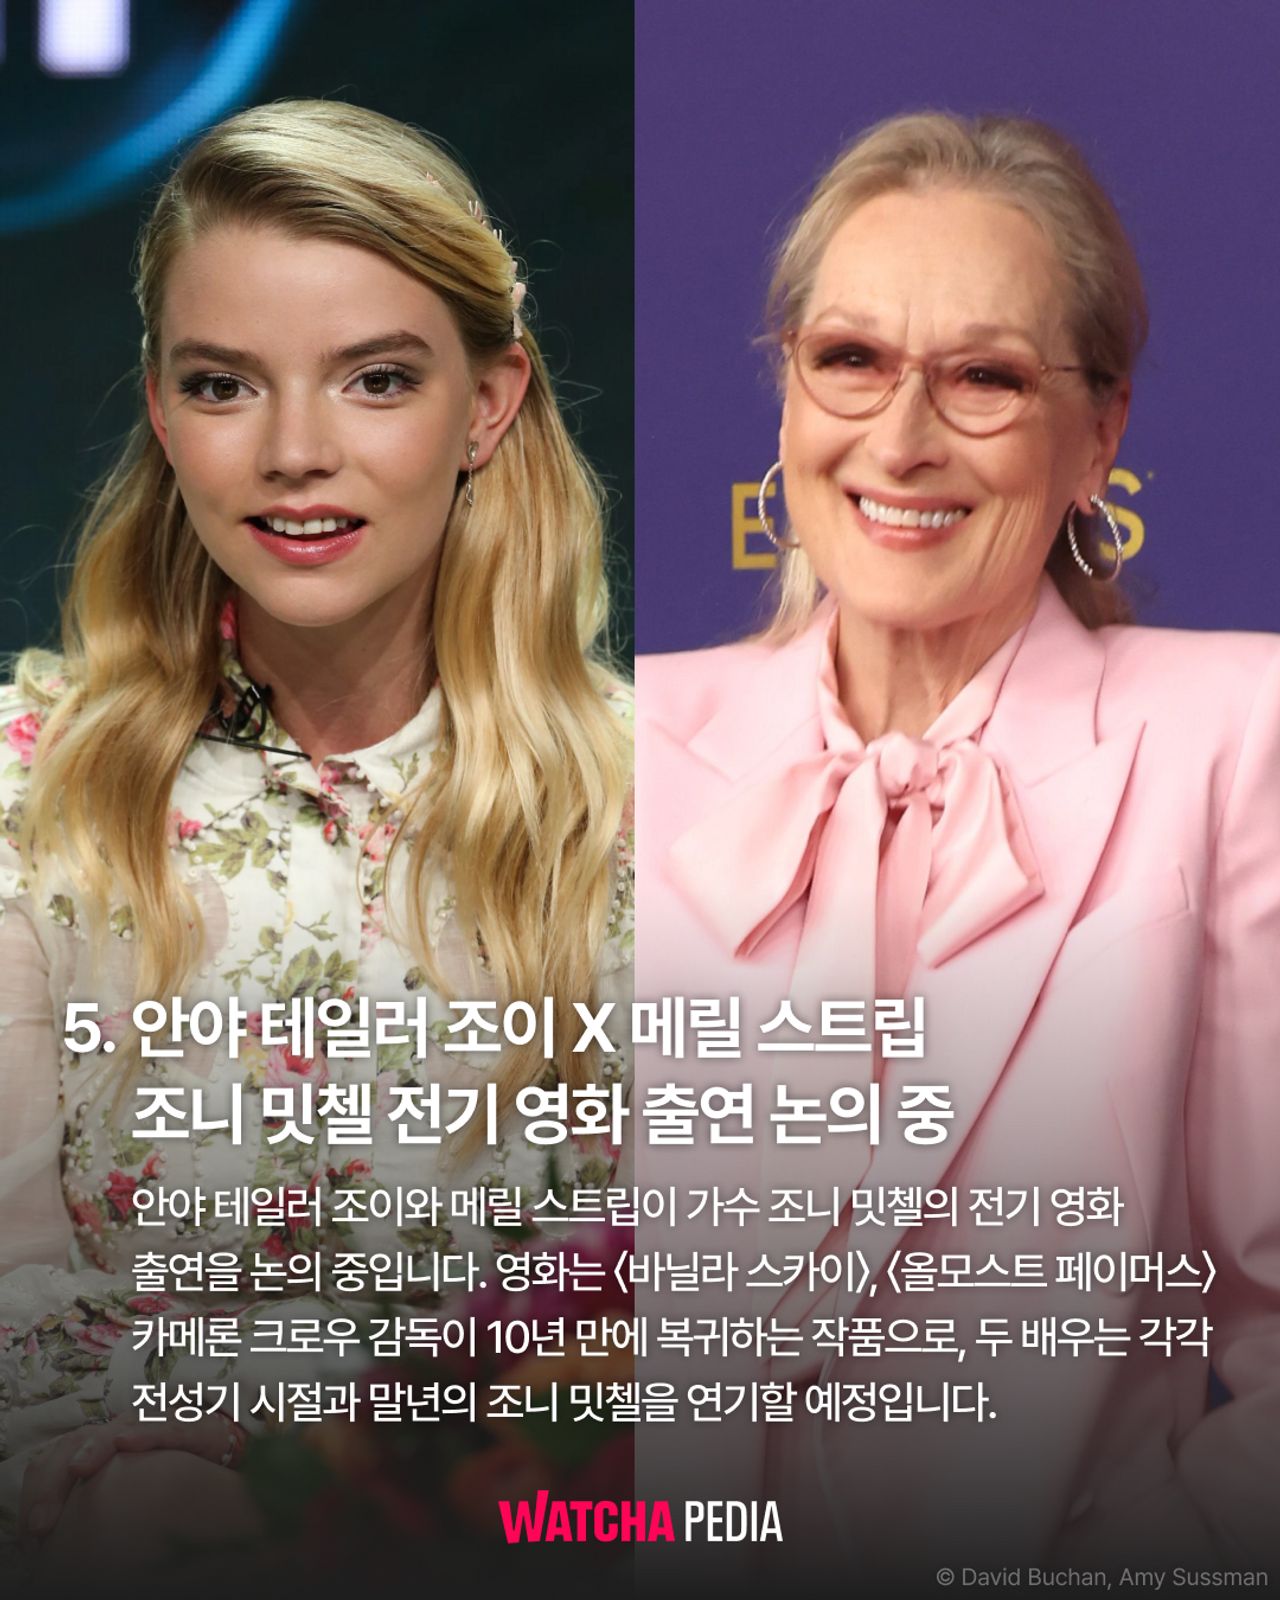 5. 안야 테일러 조이 X 메릴 스트립
조니 밋첼 전기 영화 출연 논의 중
안야 테일러 조이와 메릴 스트립이 가수 조니 밋첼의 전기 영화
출연을 논의 중입니다. 영화는 〈바닐라 스카이〉, 〈올모스트 페이머스〉
카메론 크로우 감독이 10년 만에 복귀하는 작품으로, 두 배우는 각각
전성기 시절과 말년의 조니 밋첼을 연기할 예정입니다.
WATCHA PEDIA
© David Buchan, Amy Sussman